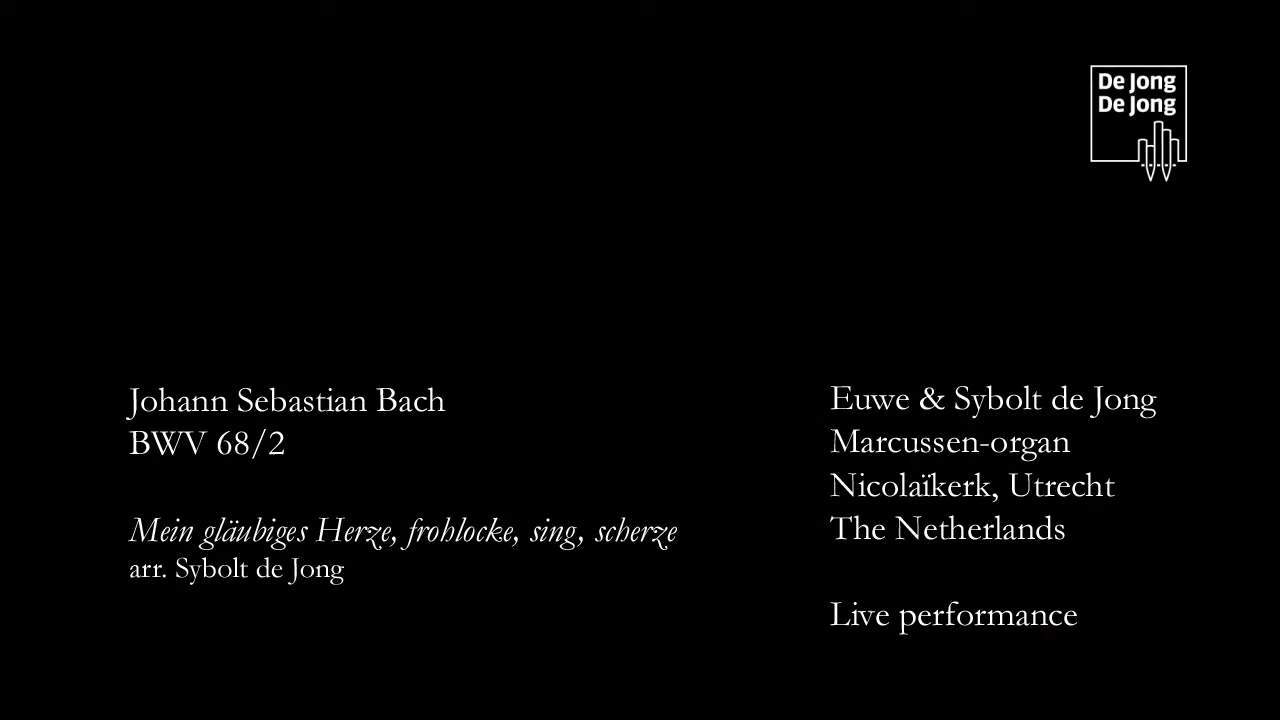 De Jong
De Jong
Johann Sebastian Bach
BWV 68/2
Mein gläubiges Herze, frohlocke, sing, scherze
arr. Sybolt de Jong
Euwe & Sybolt de Jong
Marcussen-organ
Nicolaïkerk, Utrecht
The Netherlands
Live performance